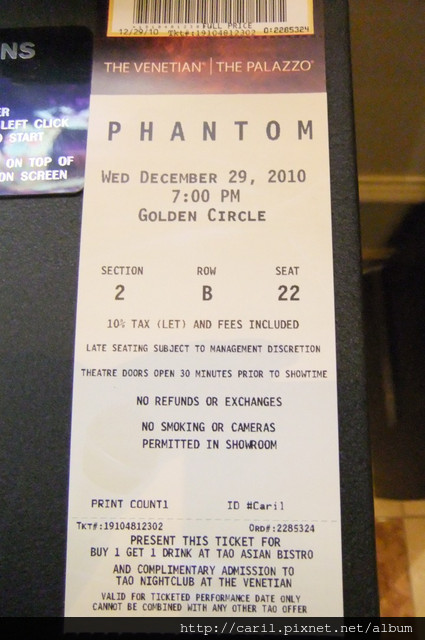 FULL PRICE
12/29/10 Tkt#:19104812302 O:2285324
THE VENETIAN® | THE PALAZZO®
NS
LEFT CLICK
START
ON TOP OF
ON SCREEN
PHANTOM
WED DECEMBER 29, 2010
7:00 PM
GOLDEN CIRCLE
SECTION ROW SEAT
2 B 22
10% TAX (LET) AND FEES INCLUDED
LATE SEATING SUBJECT TO MANAGEMENT DISCRETION
THEATRE DOORS OPEN 30 MINUTES PRIOR TO SHOWTIME
NO REFUNDS OR EXCHANGES
NO SMOKING OR CAMERAS
PERMITTED IN SHOWROOM
PRINT COUNT1 ID #Caril
TKT#:19104812302 ORD#:2285324
PRESENT THIS TICKET FOR
BUY 1 GET 1 DRINK AT TAO ASIAN BISTRO
AND COMPLIMENTARY ADMISSION TO
TAO NIGHTCLUB AT THE VENETIAN
VALID FOR TICKETED PERFORMANCE DATE ONLY
CANNOT BE COMBINED WITH ANY OTHER TAO OFFER
http://caril.pixnet.net/album